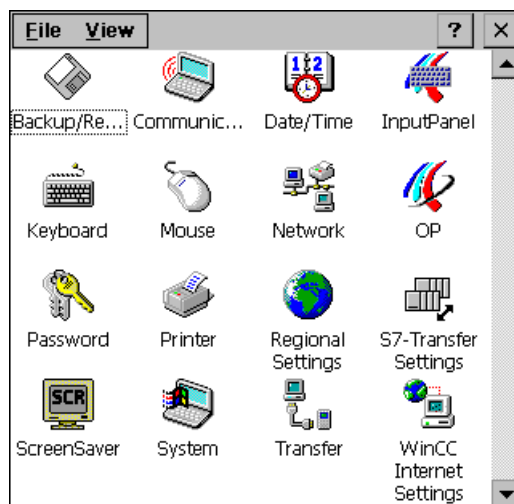 File View ? ×
Backup/Re... Communic... Date/Time InputPanel
1 2
Keyboard Mouse Network OP
Password Printer Regional Settings S7-Transfer Settings
SCR
ScreenSaver System Transfer WinCC Internet Settings